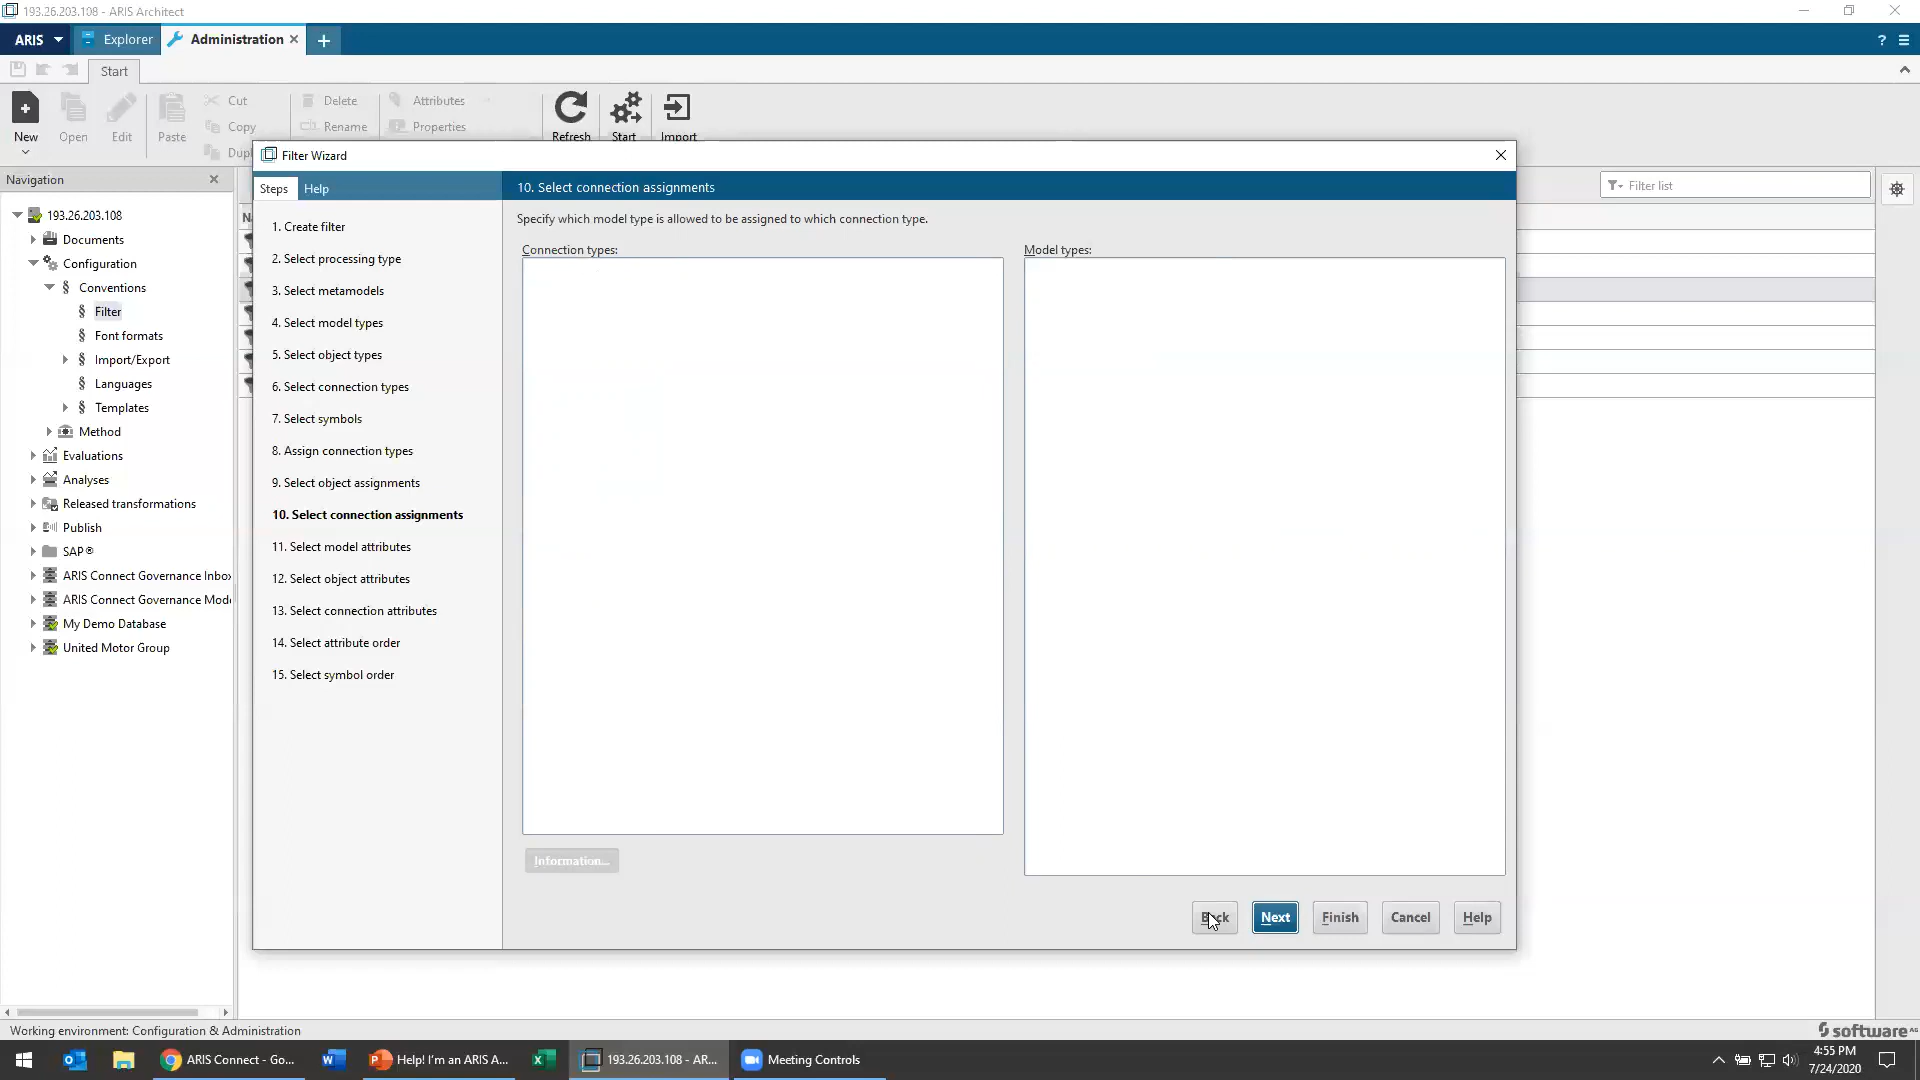 193.26.203.108 - ARIS Architect
ARIS
Explorer
Administration
Start
New
Open
Edit
Paste
Cut
Copy
Delete
Rename
Attributes
Properties
Refresh
Start
Import
Filter Wizard
Navigation
Steps
Help
10. Select connection assignments
Filter list
193.26.203.108
Documents
Configuration
Conventions
Filter
Font formats
Import/Export
Languages
Templates
Method
Evaluations
Analyses
Released transformations
Publish
SAP®
ARIS Connect Governance Inbox
ARIS Connect Governance
My Demo Database
United Motor Group
1. Create filter
2. Select processing type
3. Select metamodels
4. Select model types
5. Select object types
6. Select connection types
7. Select symbols
8. Assign connection types
9. Select object assignments
10. Select connection assignments
11. Select model attributes
12. Select object attributes
13. Select connection attributes
14. Select attribute order
15. Select symbol order
Specify which model type is allowed to be assigned to which connection type.
Connection types:
Model types:
Information...
Back
Next
Finish
Cancel
Help
Working environment: Configuration & Administration
software AG
ARIS Connect - Go...
Help! I'm an ARIS A...
193.26.203.108 - AR...
Meeting Controls
4:55 PM
7/24/2020